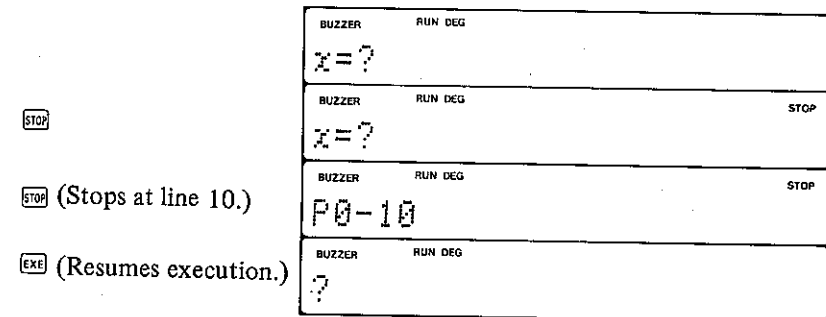 BUZZER RUN DEG
x=?
BUZZER RUN DEG STOP
STOP
x=?
BUZZER RUN DEG STOP
STOP (Stops at line 10.)
P0-10
BUZZER RUN DEG
EXE (Resumes execution.)
?